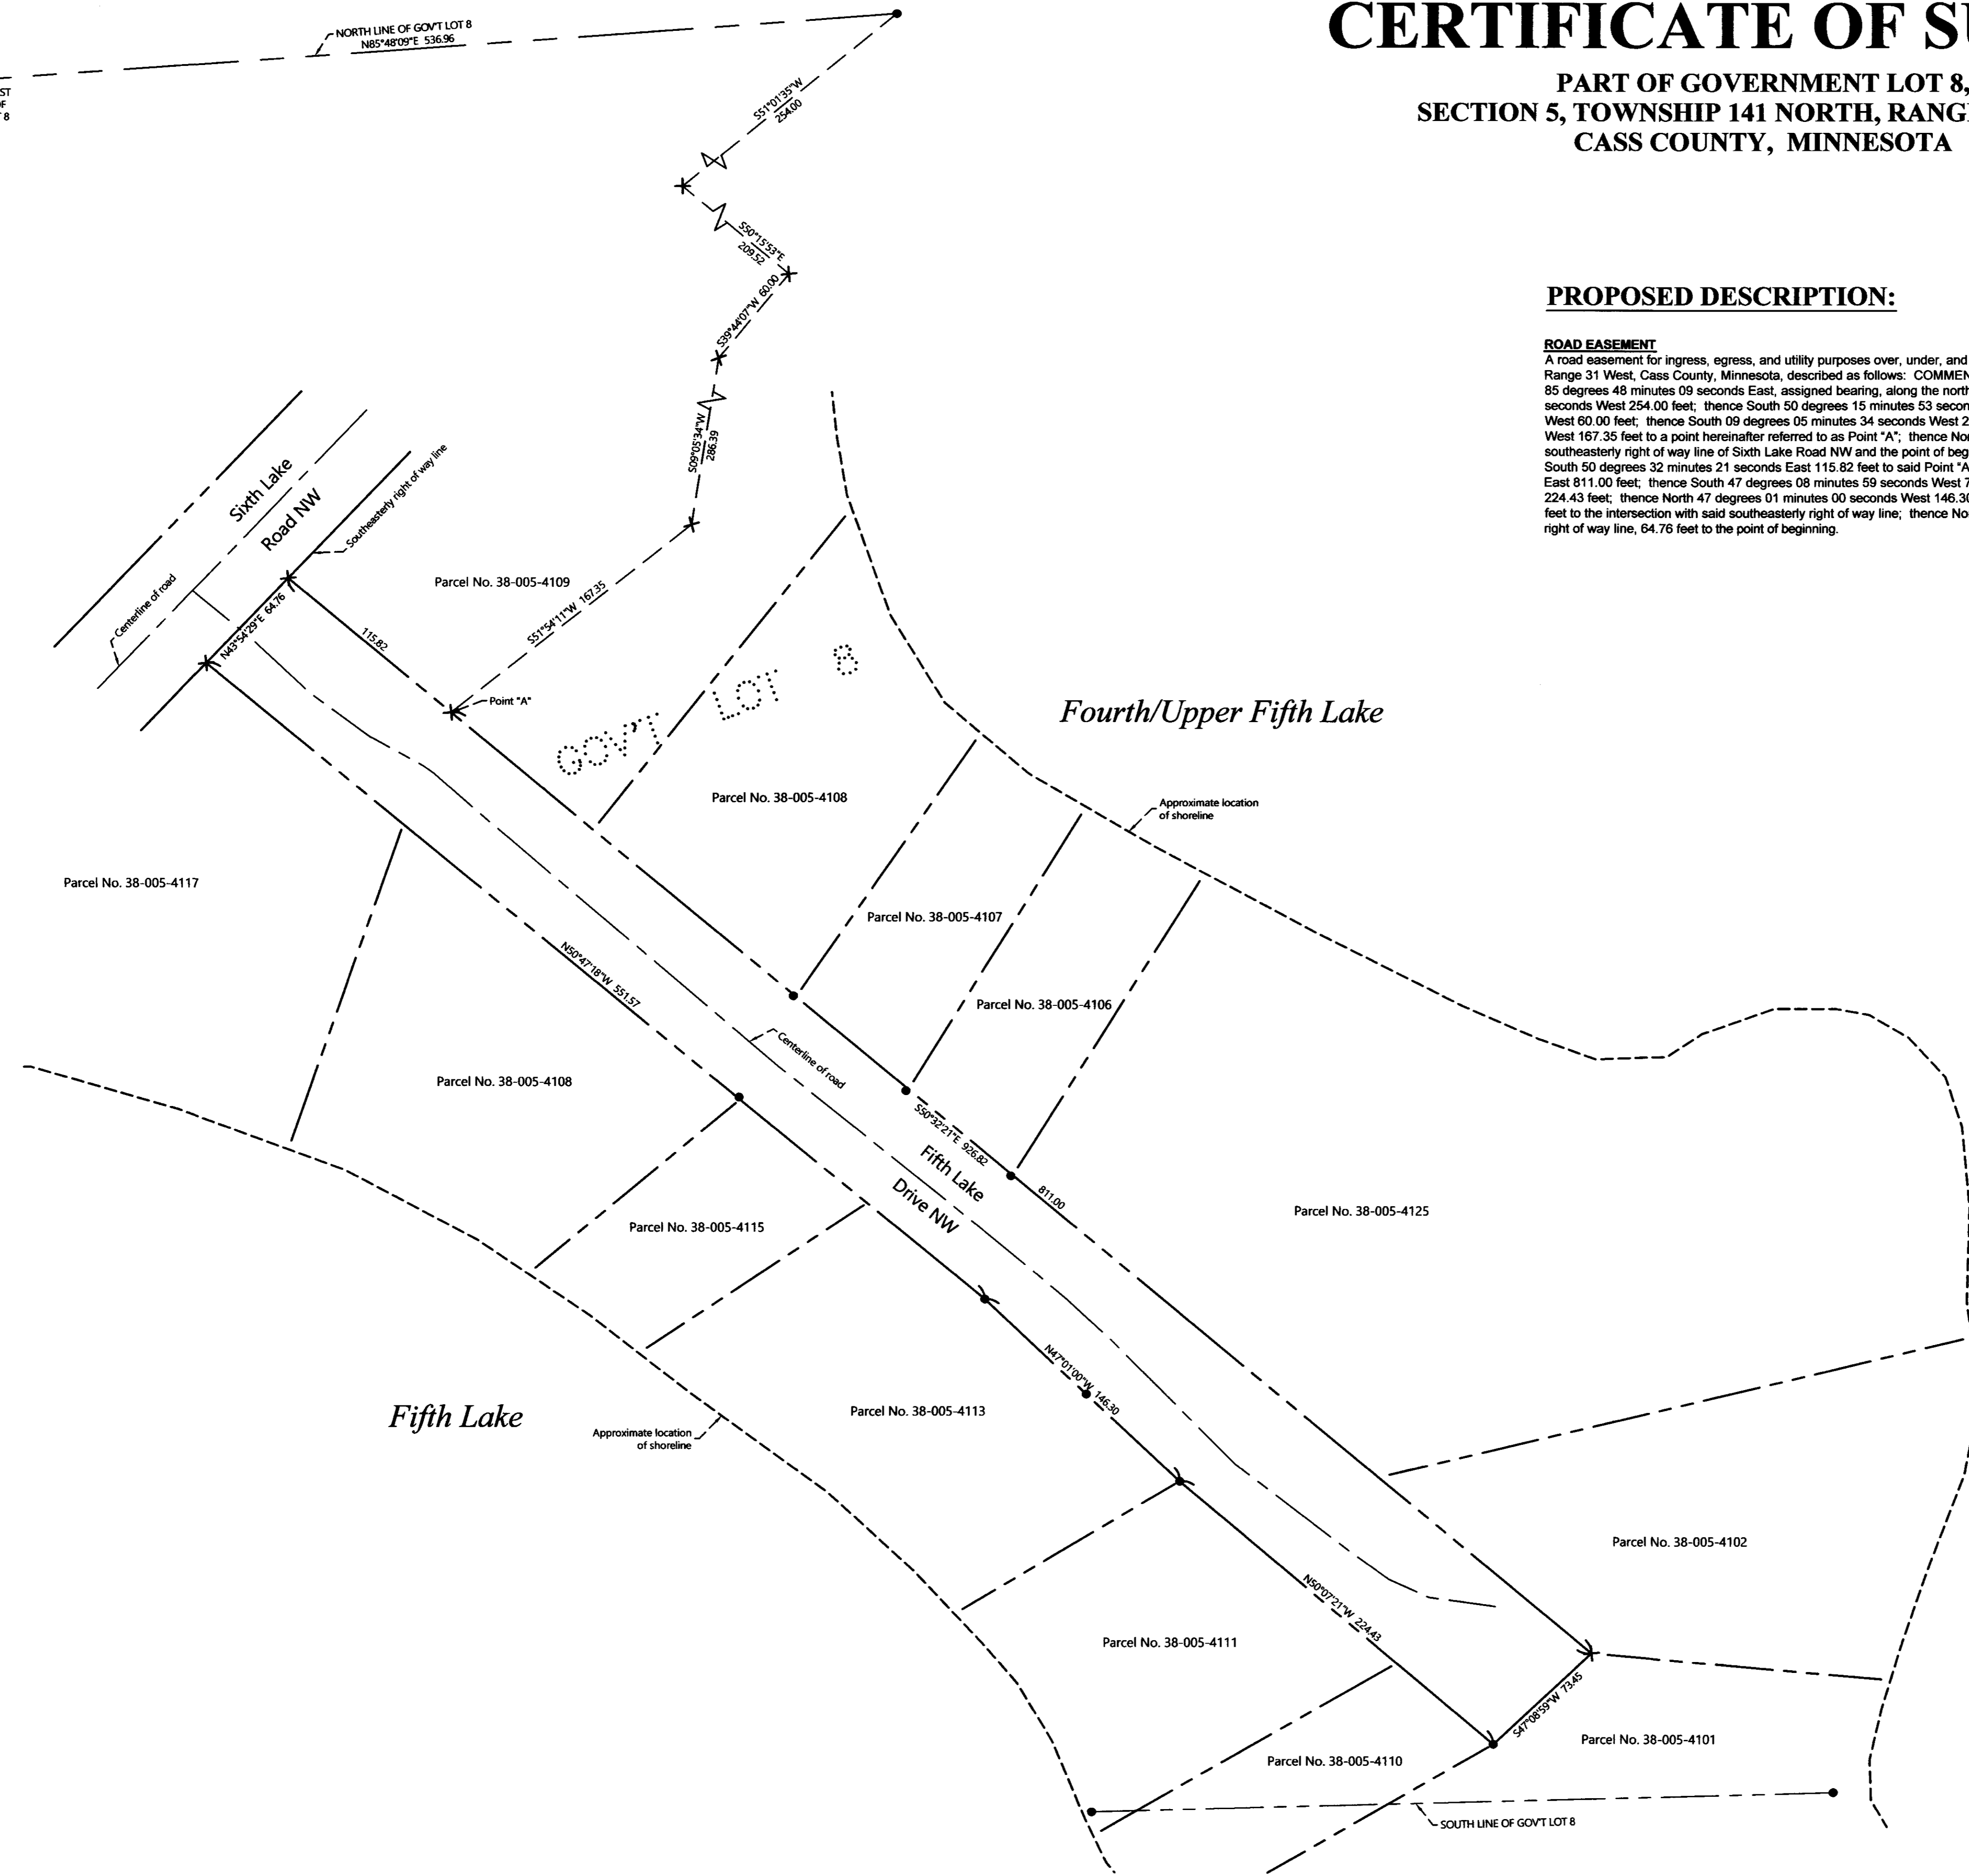 CERTIFICATE OF
PART OF GOVERNMENT LOT 8,
SECTION 5, TOWNSHIP 141 NORTH,
CASS COUNTY, MINNESOTA
NORTH LINE OF GOV'T LOT 8
N85°48'09"E 536.96
8
S51°01'35"W
254.00
S50°15'53"E
209.52
S39°44'07"W 60.00
S09°05'34"W
286.39
S51°54'11"W 167.35
PROPOSED DESCRIPTION:
ROAD EASEMENT
A road easement for ingress, egress, and utility purposes over, under, and
Range 31 West, Cass County, Minnesota, described as follows: 
85 degrees 48 minutes 09 seconds East, assigned bearing, along the
seconds West 254.00 feet; thence South 50 degrees 15 minutes 53
West 60.00 feet; thence South 09 degrees 05 minutes 34 seconds West
West 167.35 feet to a point hereinafter referred to as Point "A"; thence
southeasterly right of way line of Sixth Lake Road NW and the point of
South 50 degrees 32 minutes 21 seconds East 115.82 feet to said Point
East 811.00 feet; thence South 47 degrees 08 minutes 59 seconds West
224.43 feet; thence North 47 degrees 01 minutes 00 seconds West
feet to the intersection with said southeasterly right of way line; thence
right of way line, 64.76 feet to the point of beginning.
Sixth Lake
Road NW
Southeasterly right of way line
Centerline of road
N43°54'29"E 64.76
115.82
Parcel No. 38-005-4109
Point "A"
GOV'T LOT 8
Fourth/Upper Fifth Lake
Parcel No. 38-005-4108
Approximate location
of shoreline
Parcel No. 38-005-4117
Parcel No. 38-005-4107
N50°47'18"W 551.57
Parcel No. 38-005-4106
Centerline of road
Parcel No. 38-005-4108
S50°32'21"E 926.82
Fifth Lake
Drive NW
811.00
Parcel No. 38-005-4125
Parcel No. 38-005-4115
N47°01'00"W 146.30
Parcel No. 38-005-4113
Fifth Lake
Approximate location
of shoreline
Parcel No. 38-005-4102
N50°07'21"W 224.43
Parcel No. 38-005-4111
S47°08'59"W 73.45
Parcel No. 38-005-4101
Parcel No. 38-005-4110
SOUTH LINE OF GOV'T LOT 8